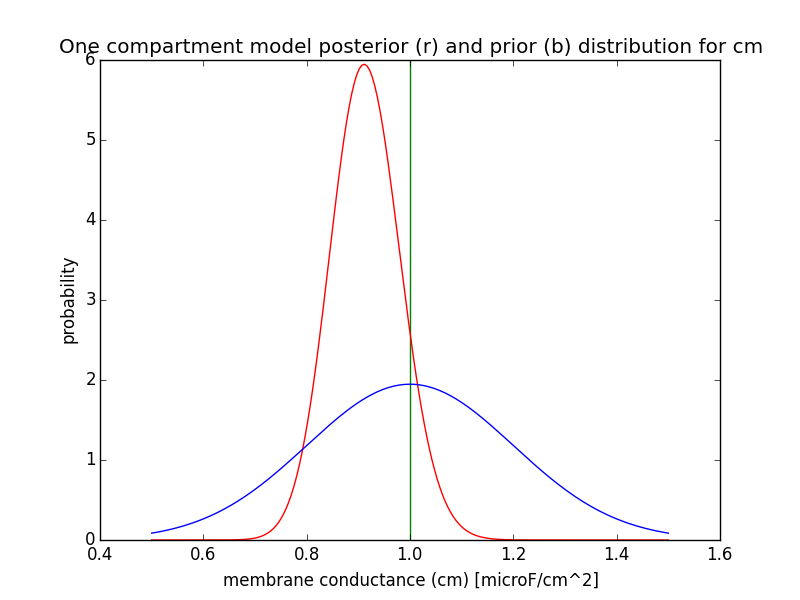 One compartment model posterior (r) and prior (b) distribution for cm
6
5
4
3
2
1
0
probability
0.4 0.6 0.8 1.0 1.2 1.4 1.6
membrane conductance (cm) [microF/cm^2]